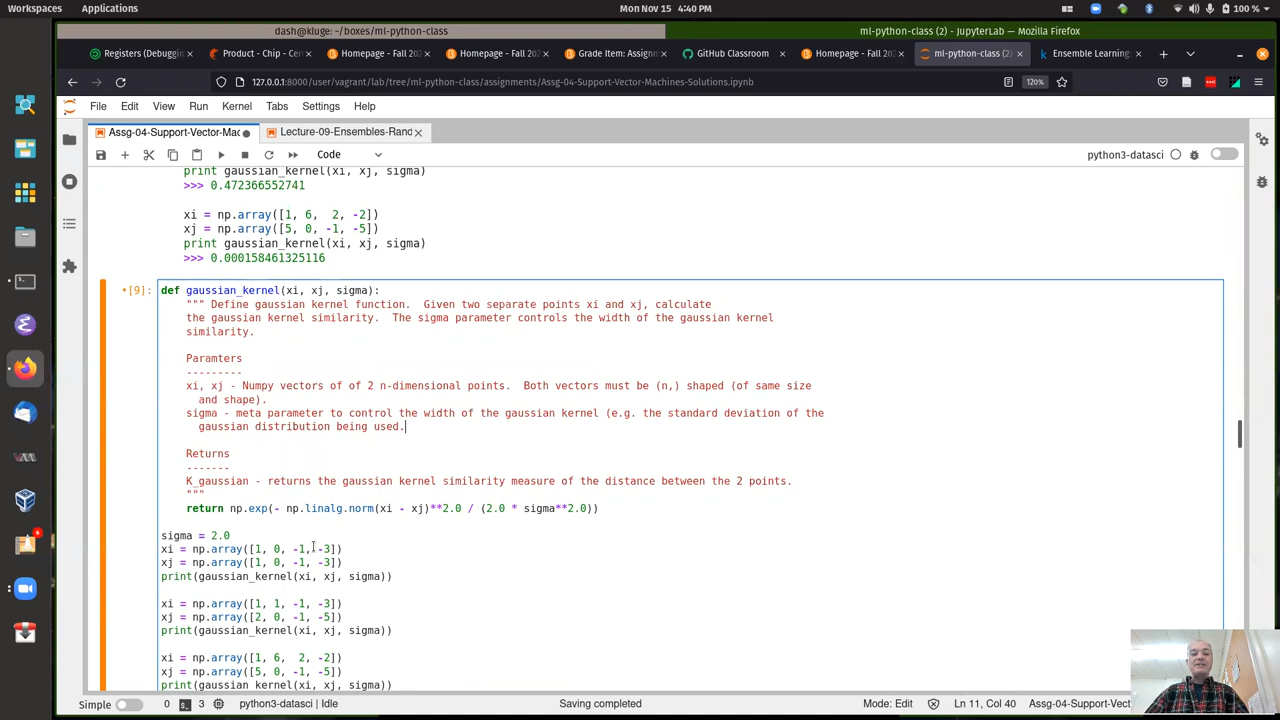 Workspaces Applications Mon Nov 15 4:40 PM 100 %
dash@kluge: ~/boxes/ml-python-class ml-python-class (2) - JupyterLab — Mozilla Firefox
Registers (Debuggin Product - Chip - Cer Homepage - Fall 202 Homepage - Fall 202 Grade Item: Assignm GitHub Classroom Homepage - Fall 202 ml-python-class (2) Ensemble Learning:
127.0.0.1:8000/user/vagrant/lab/tree/ml-python-class/assignments/Assg-04-Support-Vector-Machines-Solutions.ipynb 120%
File Edit View Run Kernel Tabs Settings Help
Assg-04-Support-Vector-Mac Lecture-09-Ensembles-Rand
Code python3-datasci
print gaussian_kernel(xi, xj, sigma)
>>> 0.472366552741
xi = np.array([1, 6,  2, -2])
xj = np.array([5, 0, -1, -5])
print gaussian_kernel(xi, xj, sigma)
>>> 0.000158461325116
[9]: def gaussian_kernel(xi, xj, sigma):
""" Define gaussian kernel function.  Given two separate points xi and xj, calculate
the gaussian kernel similarity.  The sigma parameter controls the width of the gaussian kernel
similarity.
Paramters
---------
xi, xj - Numpy vectors of of 2 n-dimensional points.  Both vectors must be (n,) shaped (of same size
and shape).
sigma - meta parameter to control the width of the gaussian kernel (e.g. the standard deviation of the
gaussian distribution being used.
Returns
-------
K_gaussian - returns the gaussian kernel similarity measure of the distance between the 2 points.
"""
return np.exp(- np.linalg.norm(xi - xj)**2.0 / (2.0 * sigma**2.0))
sigma = 2.0
xi = np.array([1, 0, -1, -3])
xj = np.array([1, 0, -1, -3])
print(gaussian_kernel(xi, xj, sigma))
xi = np.array([1, 1, -1, -3])
xj = np.array([2, 0, -1, -5])
print(gaussian_kernel(xi, xj, sigma))
xi = np.array([1, 6,  2, -2])
xj = np.array([5, 0, -1, -5])
print(gaussian_kernel(xi, xj, sigma))
Simple 0 3 python3-datasci | Idle Saving completed Mode: Edit Ln 11, Col 40 Assg-04-Support-Vect